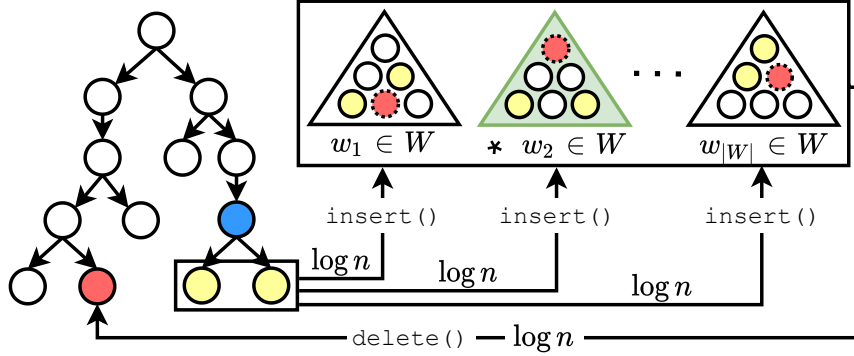 . . .
w₁ ∈ W
* w₂ ∈ W
w|W| ∈ W
insert()
insert()
insert()
log n
log n
log n
delete()
log n